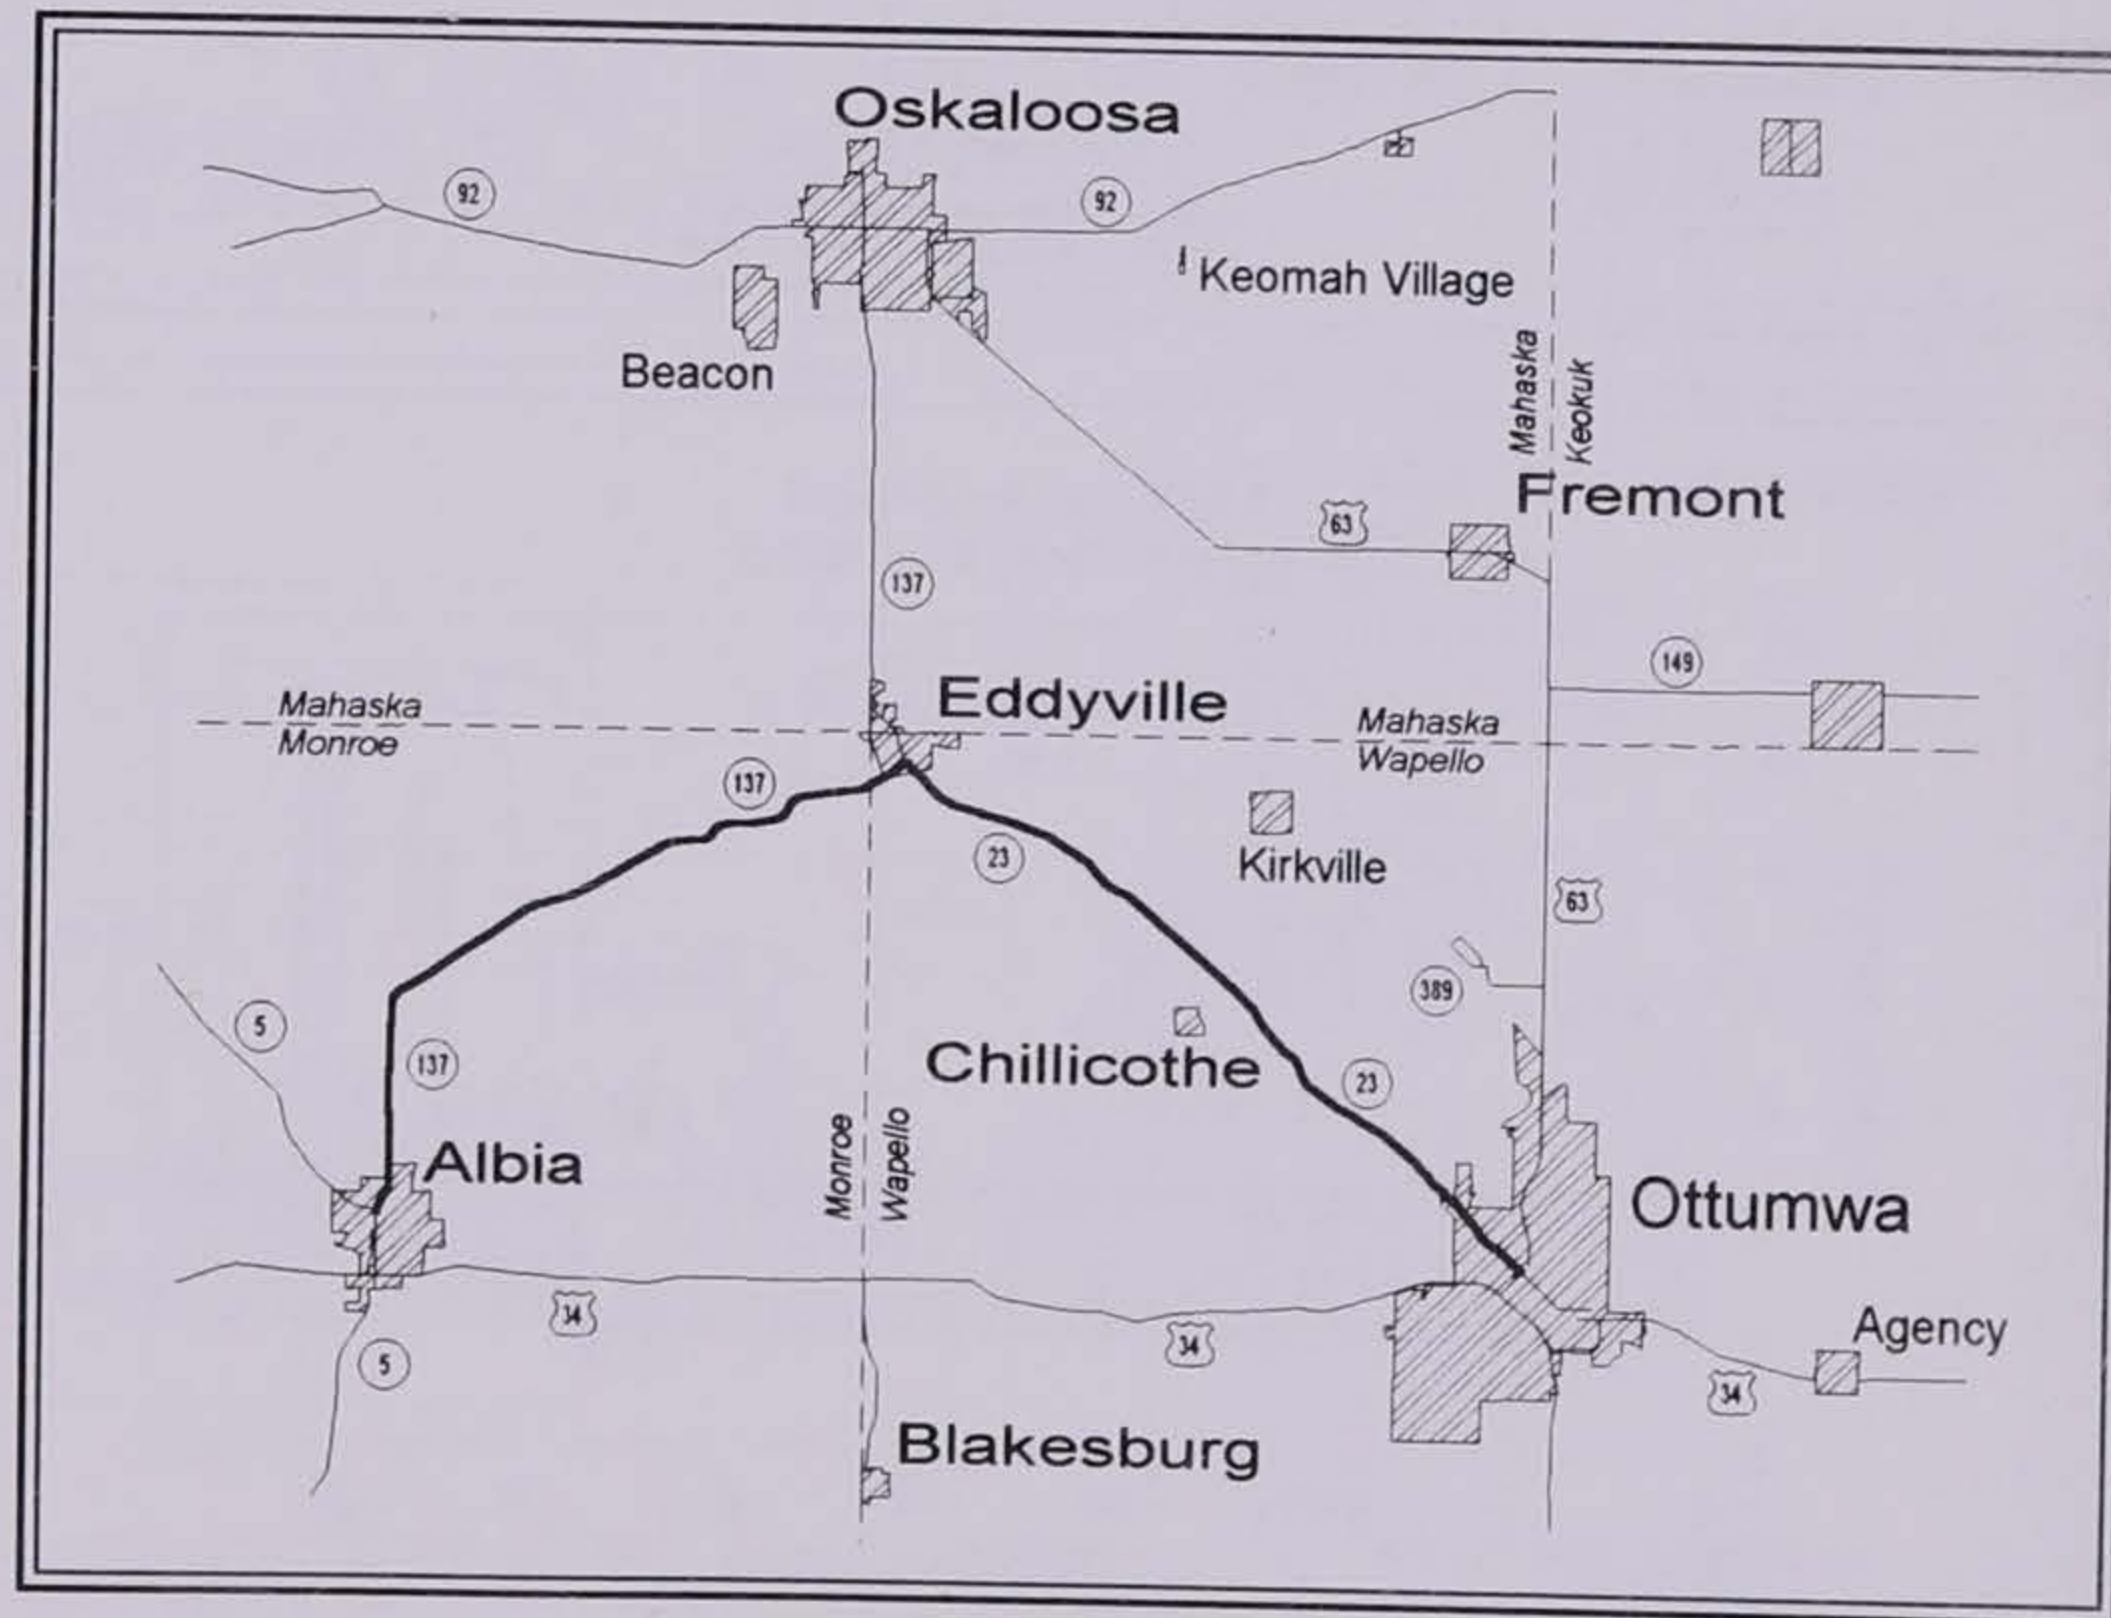 Oskaloosa
92
92
Keomah Village
Beacon
Mahaska
Keokuk
Fremont
63
137
149
Eddyville
Mahaska
Monroe
Mahaska
Wapello
137
23
Kirkville
63
389
5
137
Chillicothe
23
Albia
Monroe
Wapello
Ottumwa
34
34
Agency
5
34
Blakesburg